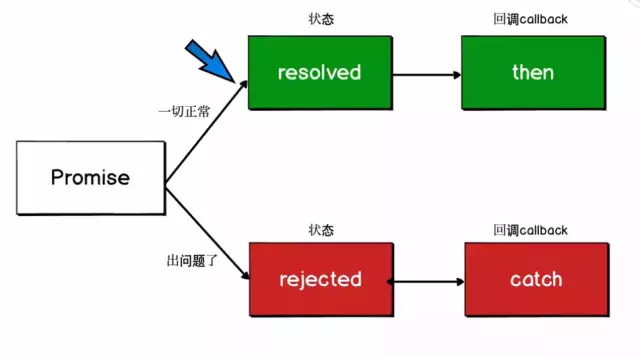 状态
回调callback
resolved
then
一切正常
Promise
状态
回调callback
出问题了
rejected
catch